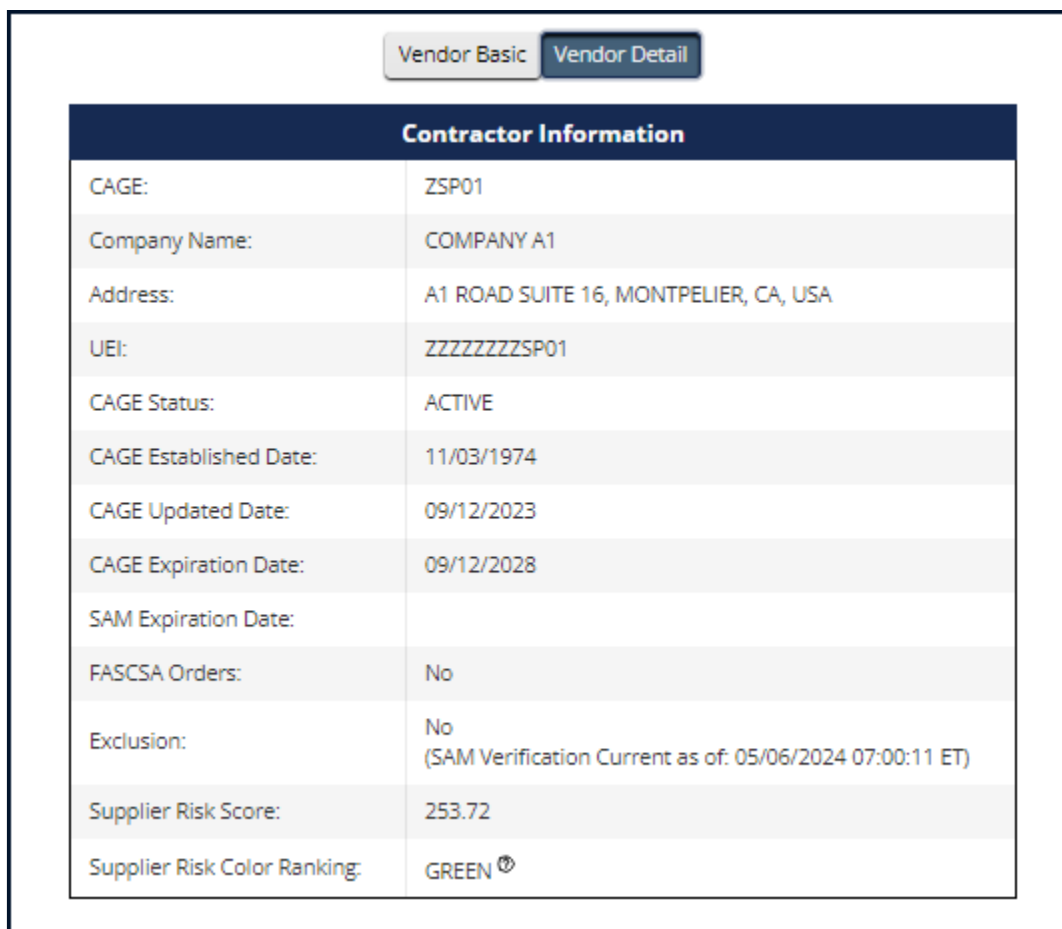 Vendor Basic Vendor Detail
Contractor Information
CAGE: ZSP01
Company Name: COMPANY A1
Address: A1 ROAD SUITE 16, MONTPELIER, CA, USA
UEI: ZZZZZZZZSP01
CAGE Status: ACTIVE
CAGE Established Date: 11/03/1974
CAGE Updated Date: 09/12/2023
CAGE Expiration Date: 09/12/2028
SAM Expiration Date:
FASCSA Orders: No
Exclusion: No
(SAM Verification Current as of: 05/06/2024 07:00:11 ET)
Supplier Risk Score: 253.72
Supplier Risk Color Ranking: GREEN ?